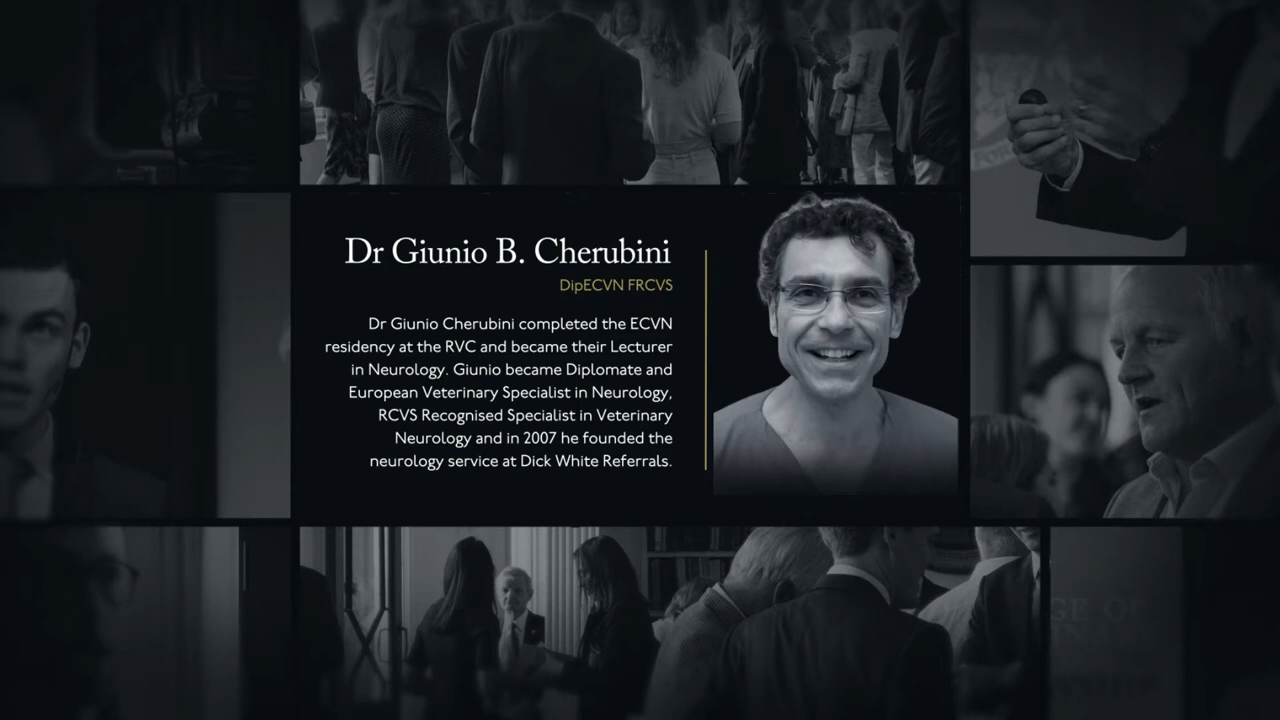 Dr Giunio B. Cherubini
DipECVN FRCVS
Dr Giunio Cherubini completed the ECVN
residency at the RVC and became their Lecturer
in Neurology. Giunio became Diplomate and
European Veterinary Specialist in Neurology,
RCVS Recognised Specialist in Veterinary
Neurology and in 2007 he founded the
neurology service at Dick White Referrals.
GE OF